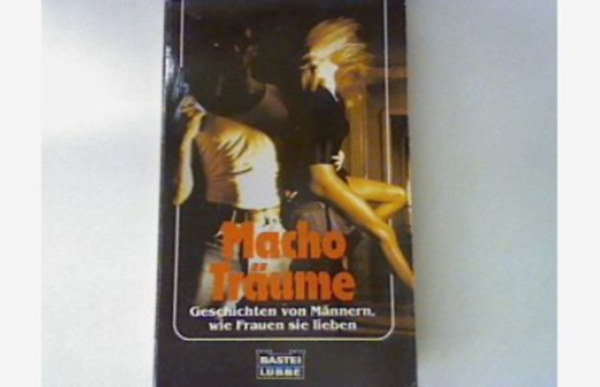 Macho
Träume
Geschichten von Männern,
wie Frauen sie lieben
BASTEI
LÜBBE